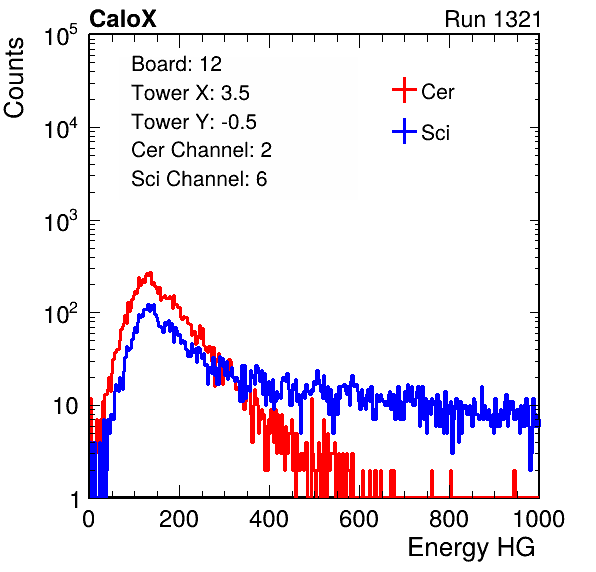 CaloX Run 1321
Counts
Board: 12
Tower X: 3.5
Tower Y: -0.5
Cer Channel: 2
Sci Channel: 6
Cer
Sci
10^5
10^4
10^3
10^2
10
1
0 200 400 600 800 1000
Energy HG